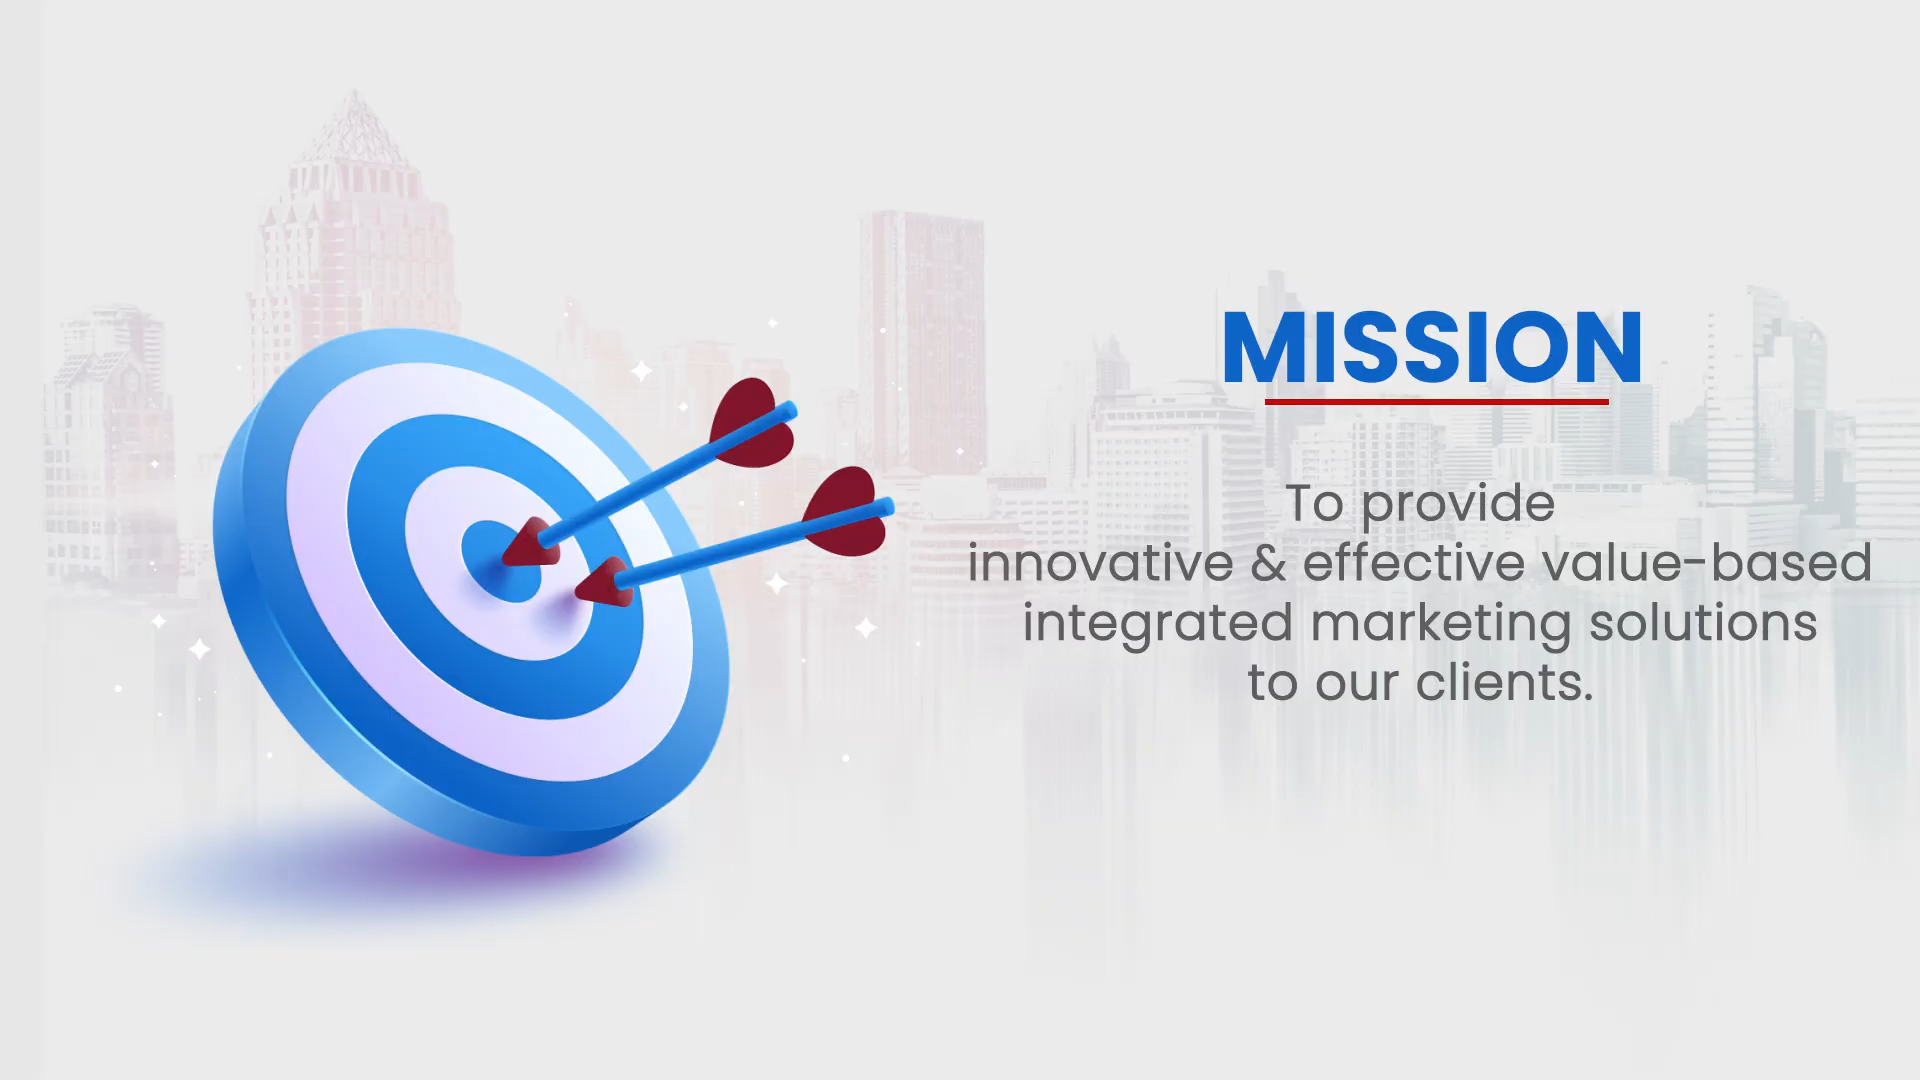 MISSION
To provide
innovative & effective value-based
integrated marketing solutions
to our clients.